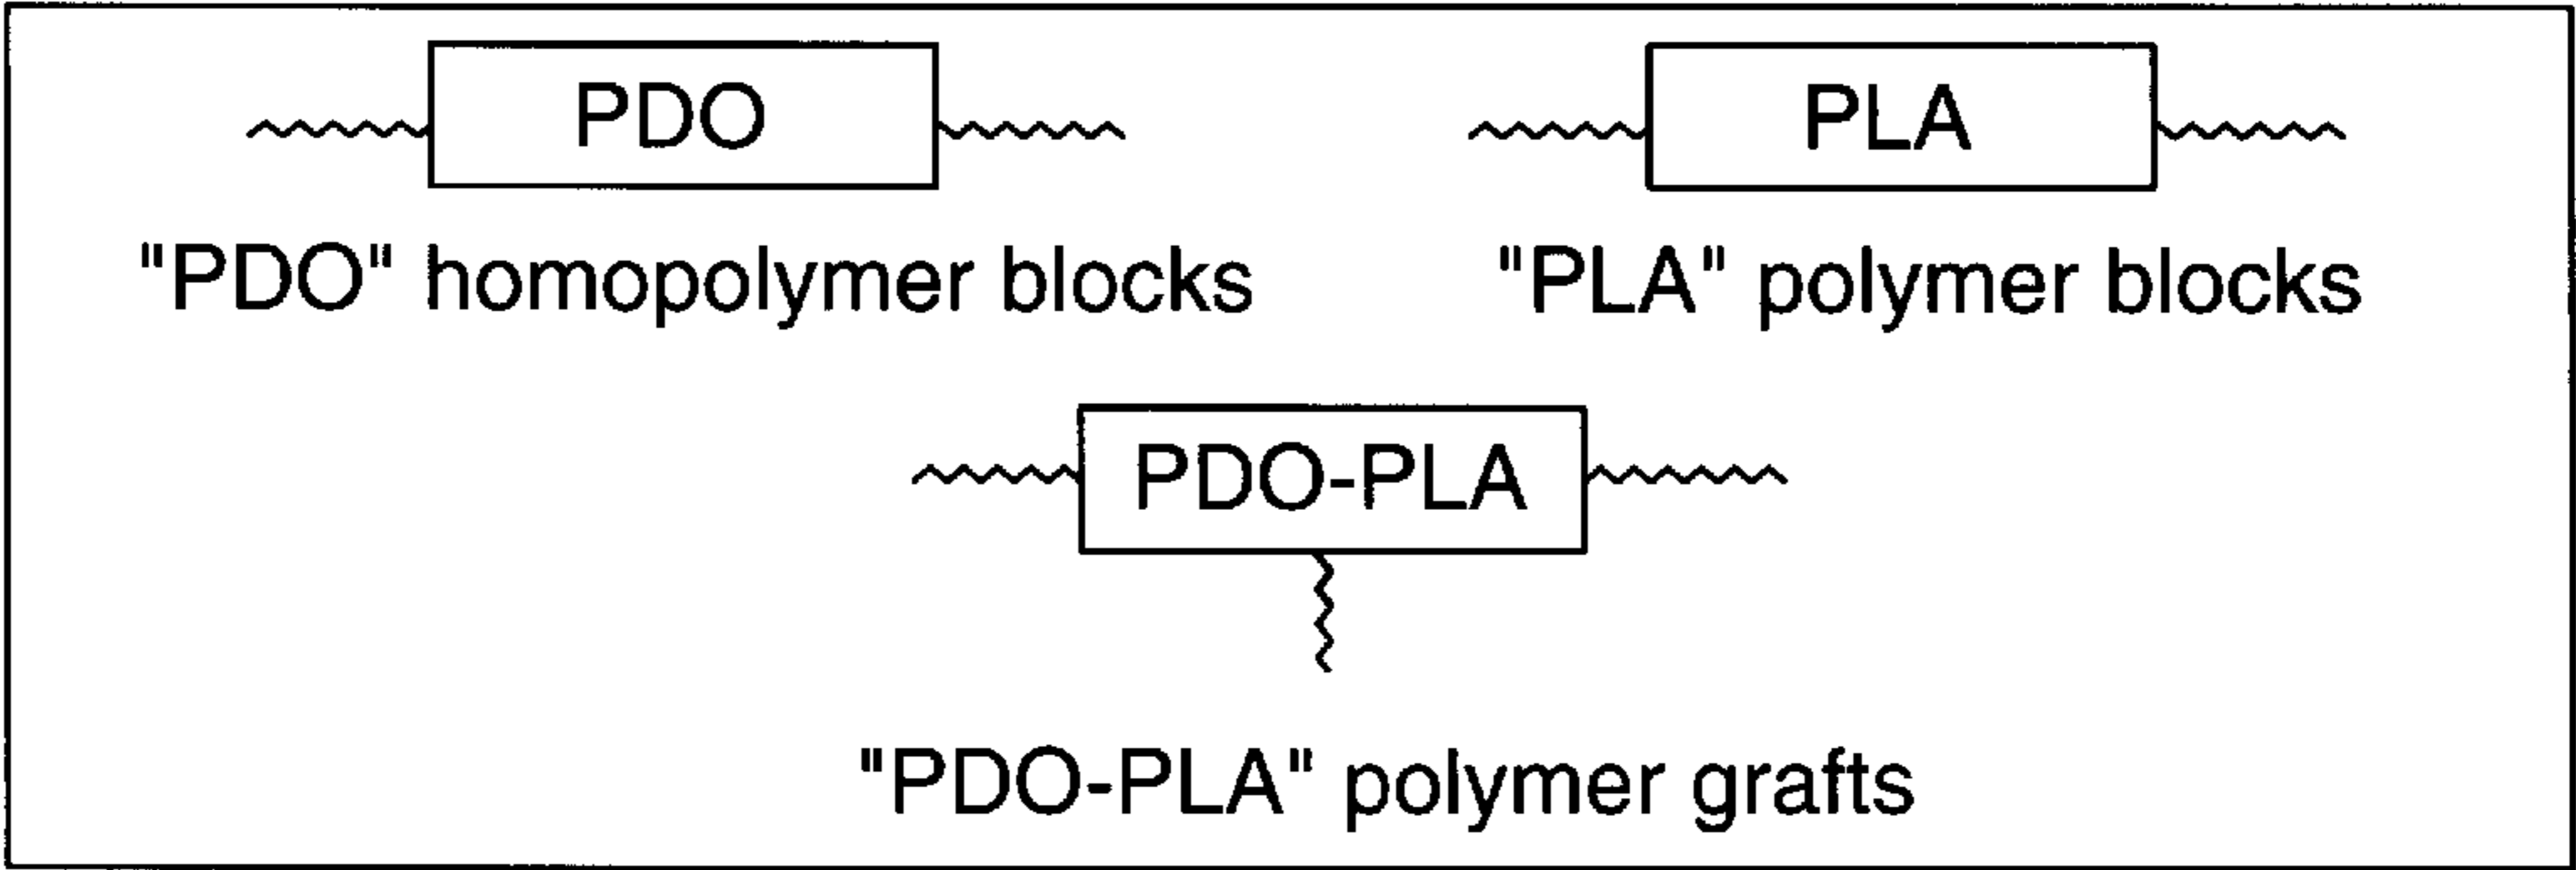 PDO
PLA
"PDO" homopolymer blocks
"PLA" polymer blocks
PDO-PLA
"PDO-PLA" polymer grafts